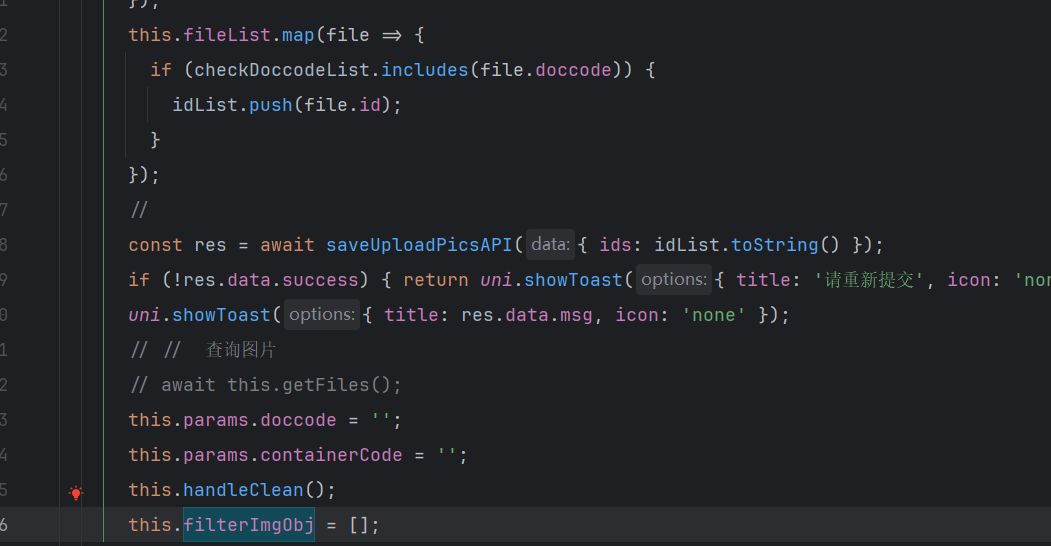 });
2 this.fileList.map(file => {
3 if (checkDoccodeList.includes(file.doccode)) {
4 idList.push(file.id);
5 }
6 });
7 //
8 const res = await saveUploadPicsAPI( data: { ids: idList.toString() });
9 if (!res.data.success) { return uni.showToast( options: { title: '请重新提交', icon: 'non
0 uni.showToast( options: { title: res.data.msg, icon: 'none' });
1 // // 查询图片
2 // await this.getFiles();
3 this.params.doccode = '';
4 this.params.containerCode = '';
5 this.handleClean();
6 this.filterImgObj = [];